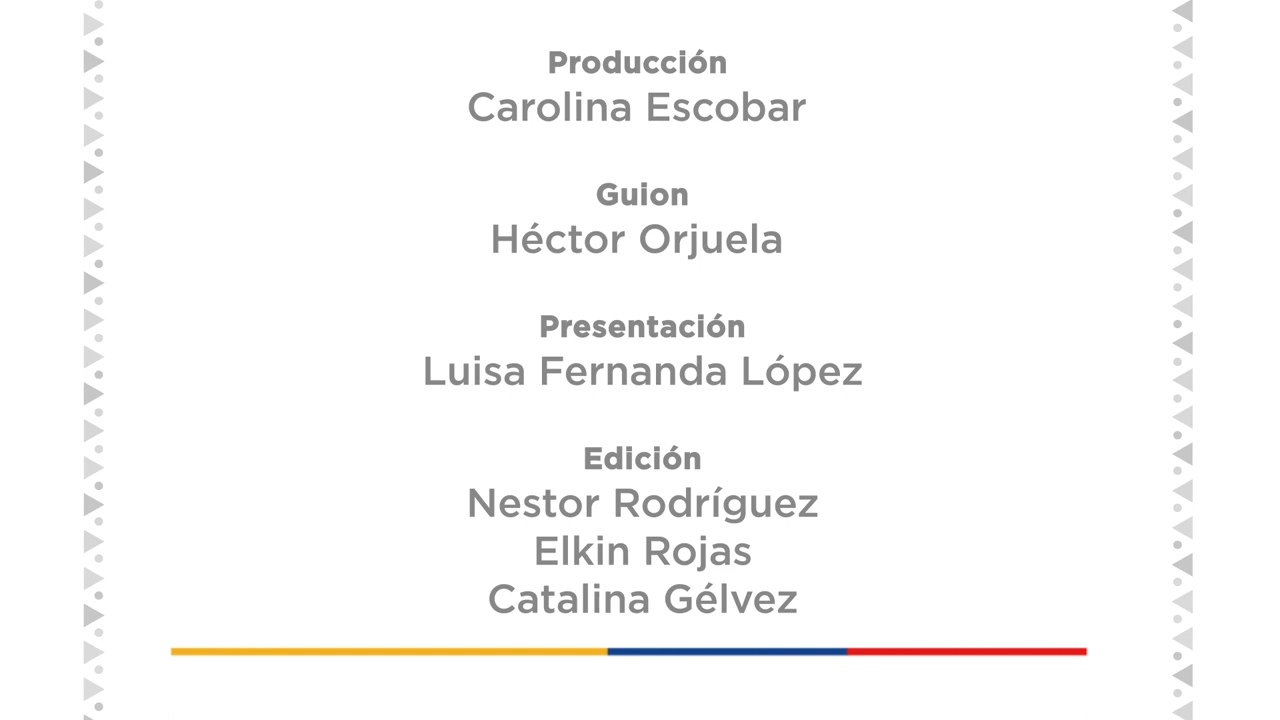 Producción
Carolina Escobar
Guion
Héctor Orjuela
Presentación
Luisa Fernanda López
Edición
Nestor Rodríguez
Elkin Rojas
Catalina Gélvez